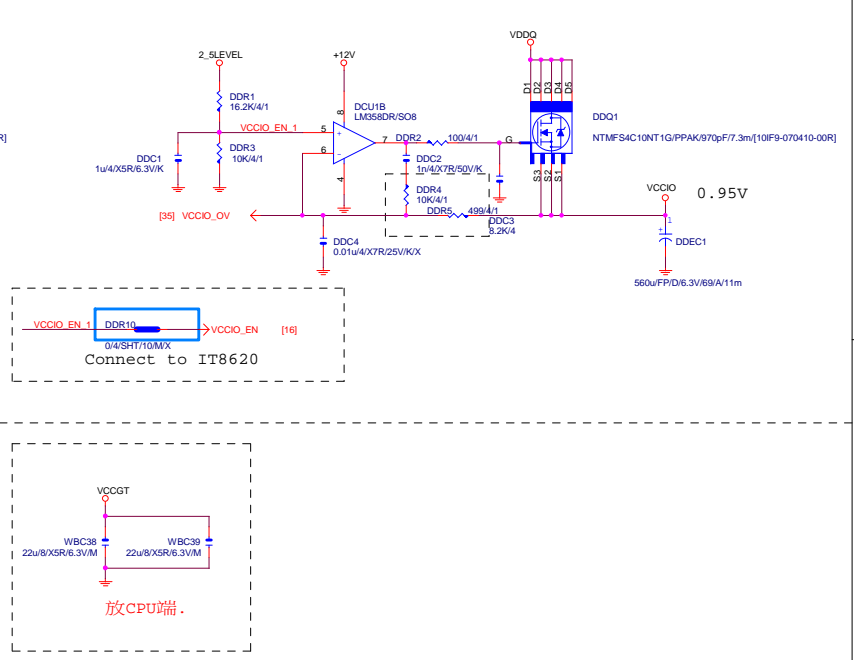 VDDQ
2_5LEVEL
+12V
D1
D2
D3
D4
D5
DDR1
16.2K/4/1
8
DCU1B
LM358DR/SO8
DDQ1
R]
VCCIO_EN_1
5
+
6
-
7
DDR2
100/4/1
G
NTMFS4C10NT1G/PPAK/970pF/7.3m/[10IF9-070410-00R]
DDR3
10K/4/1
DDC1
1u/4/X5R/6.3V/K
4
DDC2
1n/4/X7R/50V/K
S3
S2
S1
DDR4
10K/4/1
VCCIO
0.95V
[35] VCCIO_OV
DDR5
499/4/1
DDC3
8.2K/4
1
+
DDC4
0.01u/4/X7R/25V/K/X
DDEC1
560u/FP/D/6.3V/69/A/11m
VCCIO_EN_1
DDR10
VCCIO_EN
[16]
0/4/SHT/10/M/X
Connect to IT8620
VCCGT
WBC38
22u/8/X5R/6.3V/M
WBC39
22u/8/X5R/6.3V/M
放CPU端.